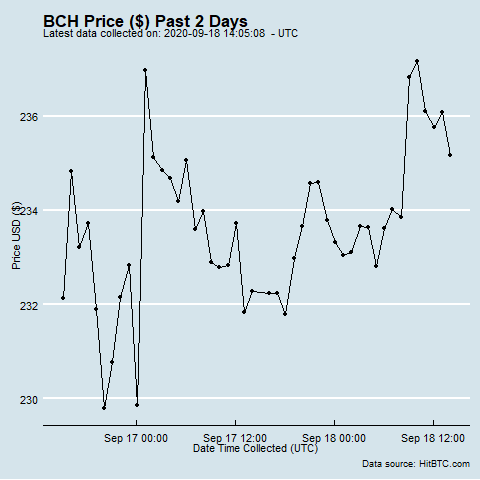 BCH Price ($) Past 2 Days
Latest data collected on: 2020-09-18 14:05:08 - UTC
236
234
232
230
Price USD ($)
Sep 17 00:00 Sep 17 12:00 Sep 18 00:00 Sep 18 12:00
Date Time Collected (UTC)
Data source: HitBTC.com